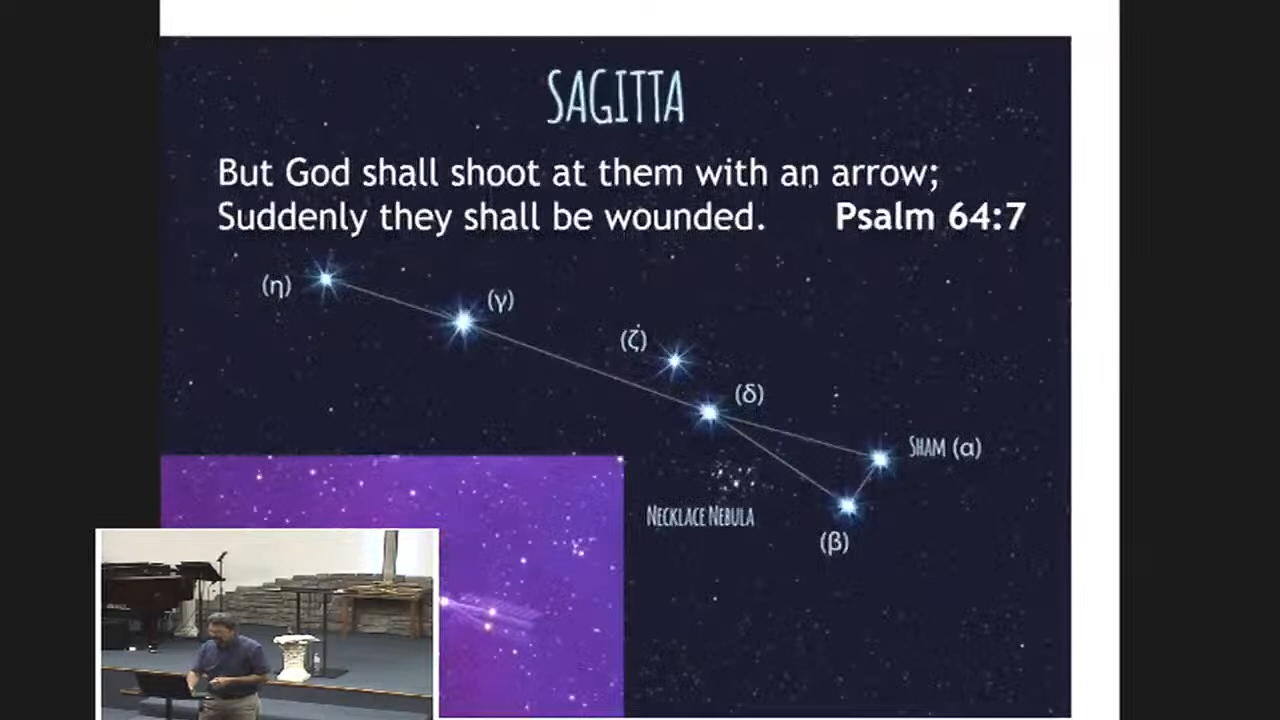 SAGITTA
But God shall shoot at them with an arrow;
Suddenly they shall be wounded. Psalm 64:7
(η)
(γ)
(ζ)
(δ)
SHAM (α)
NECKLACE NEBULA
(β)